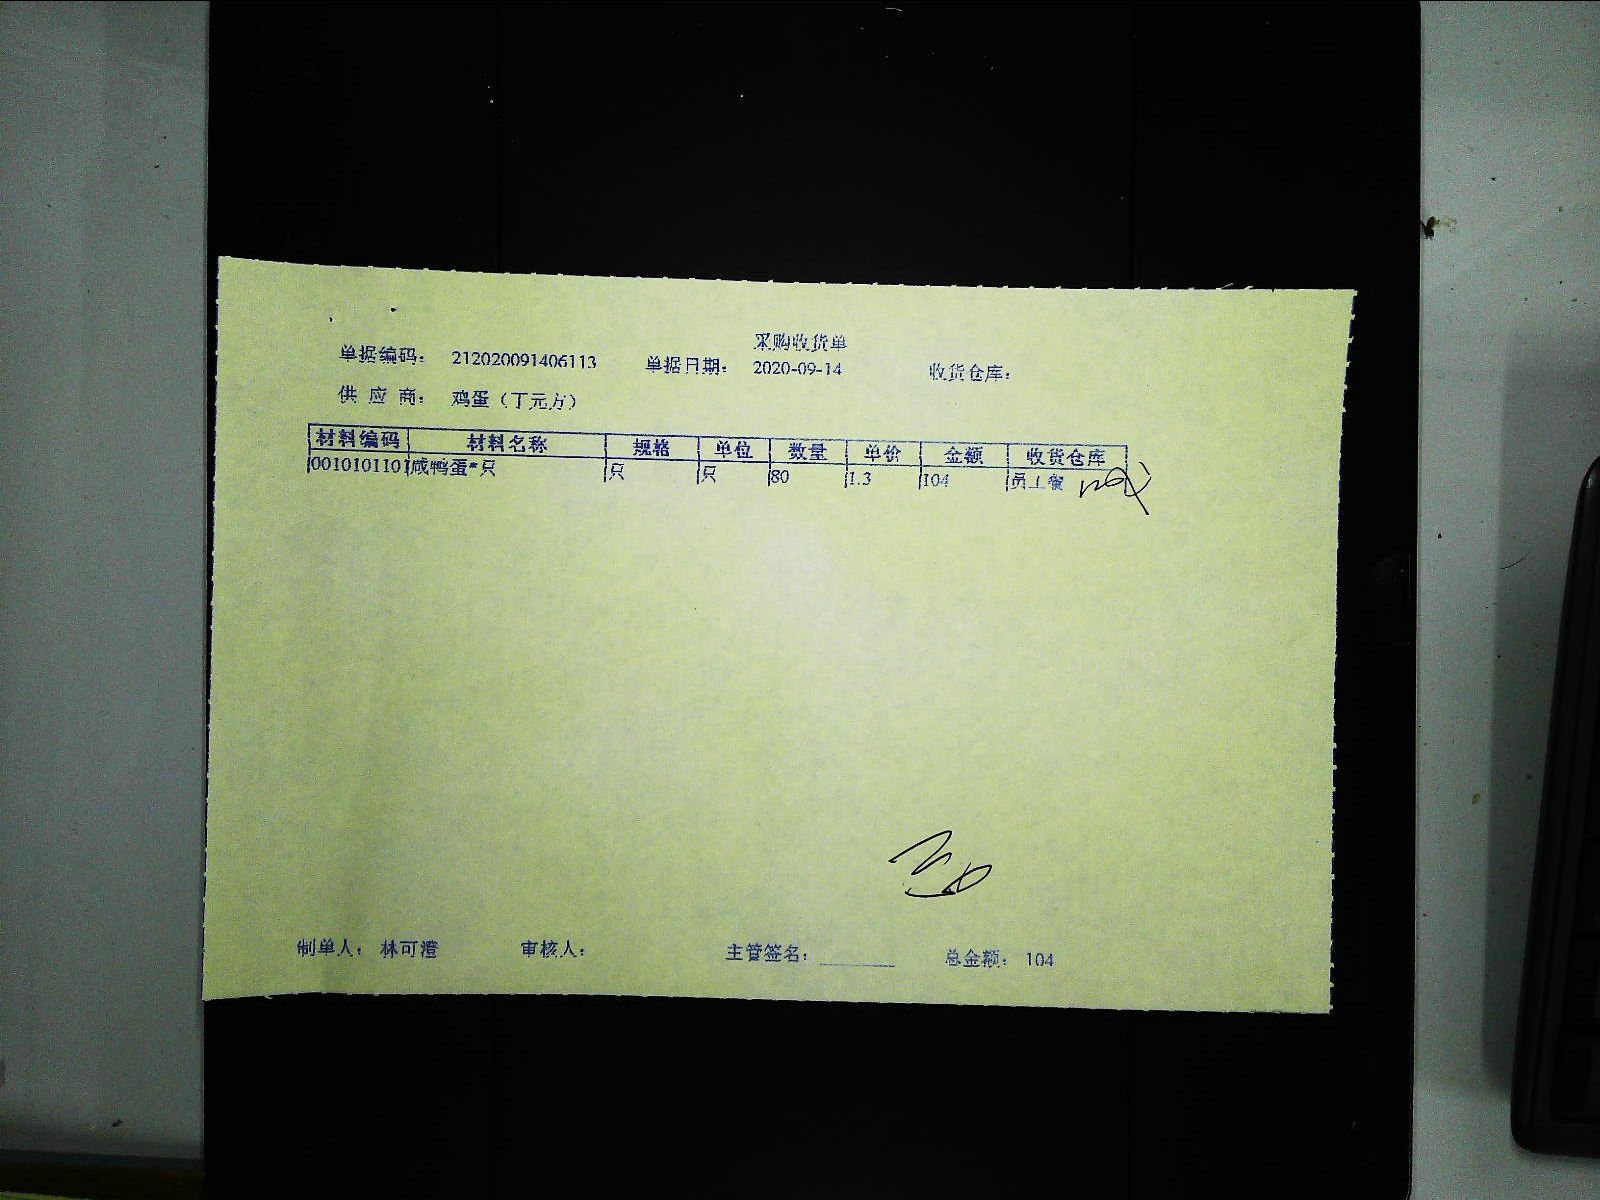 采购收货单
单据编码： 212020091406113 单据日期： 2020-09-14 收货仓库：
供 应 商： 鸡蛋（丁元方）
材料编码 材料名称 规格 单位 数量 单价 金额 收货仓库
0010101101 咸鸭蛋*只 只 只 80 1.3 104 员工餐
制单人： 林可澄 审核人： 主管签名： 总金额： 104